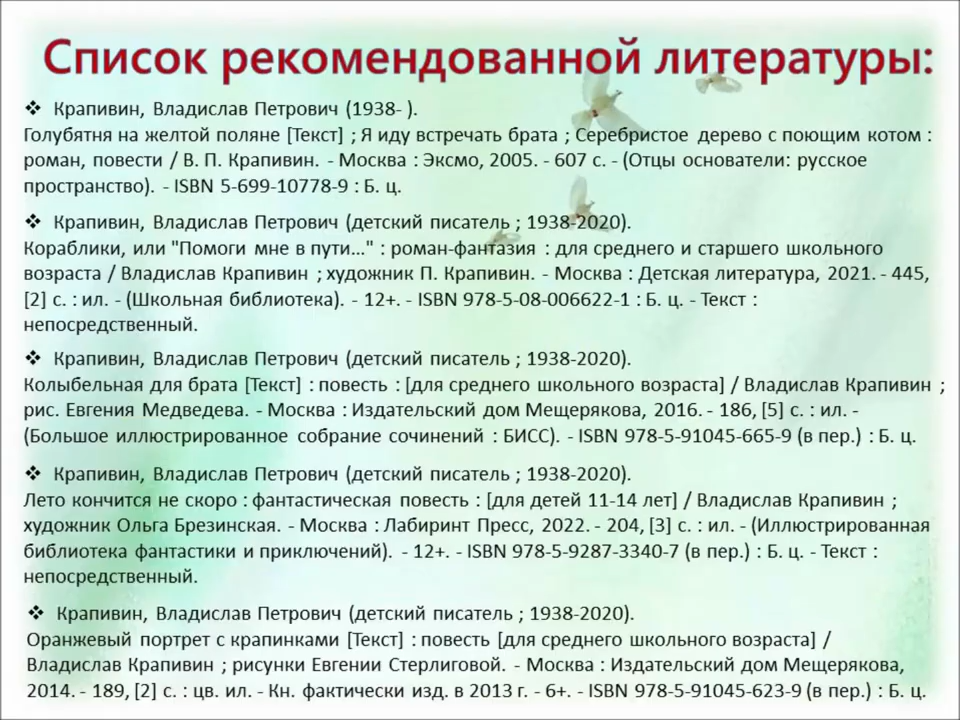 Список рекомендованной литературы:
❖ Крапивин, Владислав Петрович (1938- ).
Голубятня на желтой поляне [Текст] ; Я иду встречать брата ; Серебристое дерево с поющим котом :
роман, повести / В. П. Крапивин. - Москва : Эксмо, 2005. - 607 с. - (Отцы основатели: русское
пространство). - ISBN 5-699-10778-9 : Б. ц.
❖ Крапивин, Владислав Петрович (детский писатель ; 1938-2020).
Кораблики, или "Помоги мне в пути..." : роман-фантазия : для среднего и старшего школьного
возраста / Владислав Крапивин ; художник П. Крапивин. - Москва : Детская литература, 2021. - 445,
[2] с. : ил. - (Школьная библиотека). - 12+. - ISBN 978-5-08-006622-1 : Б. ц. - Текст :
непосредственный.
❖ Крапивин, Владислав Петрович (детский писатель ; 1938-2020).
Колыбельная для брата [Текст] : повесть : [для среднего школьного возраста] / Владислав Крапивин ;
рис. Евгения Медведева. - Москва : Издательский дом Мещерякова, 2016. - 186, [5] с. : ил. -
(Большое иллюстрированное собрание сочинений : БИСС). - ISBN 978-5-91045-665-9 (в пер.) : Б. ц.
❖ Крапивин, Владислав Петрович (детский писатель ; 1938-2020).
Лето кончится не скоро : фантастическая повесть : [для детей 11-14 лет] / Владислав Крапивин ;
художник Ольга Брезинская. - Москва : Лабиринт Пресс, 2022. - 204, [3] с. : ил. - (Иллюстрированная
библиотека фантастики и приключений). - 12+. - ISBN 978-5-9287-3340-7 (в пер.) : Б. ц. - Текст :
непосредственный.
❖ Крапивин, Владислав Петрович (детский писатель ; 1938-2020).
Оранжевый портрет с крапинками [Текст] : повесть [для среднего школьного возраста] /
Владислав Крапивин ; рисунки Евгении Стерлиговой. - Москва : Издательский дом Мещерякова,
2014. - 189, [2] с. : цв. ил. - Кн. фактически изд. в 2013 г. - 6+. - ISBN 978-5-91045-623-9 (в пер.) : Б. ц.